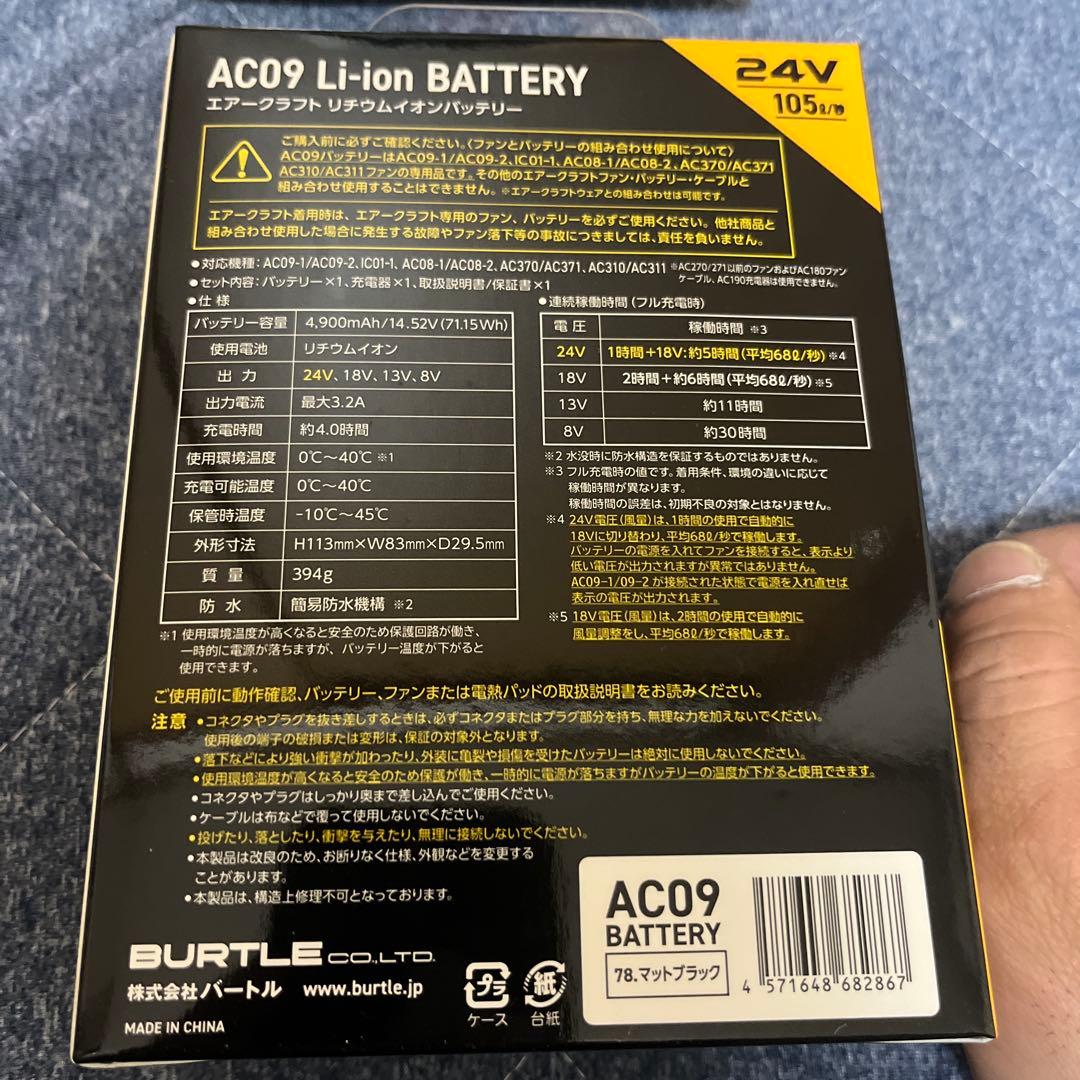 AC09 Li-ion BATTERY
エアークラフト リチウムイオンバッテリー
24V
105ℓ/秒
ご購入前に必ずご確認ください。〈ファンとバッテリーの組み合わせ使用について〉
AC09バッテリーはAC09-1/AC09-2、IC01-1、AC08-1/AC08-2、AC370/AC371
AC310/AC311ファンの専用品です。その他のエアークラフトファン・バッテリー・ケーブルと
組み合わせ使用することはできません。※エアークラフトウェアとの組み合わせは可能です。
エアークラフト着用時は、エアークラフト専用のファン、バッテリーを必ずご使用ください。他社商品と
組み合わせ使用した場合に発生する故障やファン落下等の事故につきましては、責任を負いません。
●対応機種：AC09-1/AC09-2、IC01-1、AC08-1/AC08-2、AC370/AC371、AC310/AC311 ※AC270/271以前のファンおよびAC180ファン
ケーブル、AC190充電器は使用できません。
●セット内容：バッテリー×1、充電器×1、取扱説明書/保証書×1
●仕様
バッテリー容量 4,900mAh/14.52V(71.15Wh)
使用電池 リチウムイオン
出力 24V、18V、13V、8V
出力電流 最大3.2A
充電時間 約4.0時間
使用環境温度 0℃〜40℃ ※1
充電可能温度 0℃〜40℃
保管時温度 -10℃〜45℃
外形寸法 H113mm×W83mm×D29.5mm
質量 394g
防水 簡易防水機構 ※2
※1 使用環境温度が高くなると安全のため保護回路が働き、
一時的に電源が落ちますが、バッテリー温度が下がると
使用できます。
●連続稼働時間（フル充電時）
電圧 稼働時間 ※3
24V 1時間+18V:約5時間(平均68ℓ/秒) ※4
18V 2時間+約6時間(平均68ℓ/秒) ※5
13V 約11時間
8V 約30時間
※2 水没時に防水構造を保証するものではありません。
※3 フル充電時の値です。着用条件、環境の違いに応じて
稼働時間が異なります。
稼働時間の誤差は、初期不良の対象とはなりません。
※4 24V電圧(風量)は、1時間の使用で自動的に
18Vに切り替わり、平均68ℓ/秒で稼働します。
バッテリーの電源を入れてファンを接続すると、表示より
低い電圧が出力されますが異常ではありません。
AC09-1/09-2 が接続された状態で電源を入れ直せば
表示の電圧が出力されます。
※5 18V電圧(風量)は、2時間の使用で自動的に
風量調整をし、平均68ℓ/秒で稼働します。
ご使用前に動作確認、バッテリー、ファンまたは電熱パッドの取扱説明書をお読みください。
注意 ●コネクタやプラグを抜き差しするときは、必ずコネクタまたはプラグ部分を持ち、無理な力を加えないでください。
使用後の端子の破損または変形は、保証の対象外となります。
●落下などにより強い衝撃が加わったり、外装に亀裂や損傷を受けたバッテリーは絶対に使用しないでください。
●使用環境温度が高くなると安全のため保護が働き、一時的に電源が落ちますがバッテリーの温度が下がると使用できます。
●コネクタやプラグはしっかり奥まで差し込んでご使用ください。
●ケーブルは布などで覆って使用しないでください。
●投げたり、落としたり、衝撃を与えたり、無理に接続しないでください。
●本製品は改良のため、お断りなく仕様、外観などを変更する
ことがあります。
●本製品は、構造上修理不可となっております。
BURTLE CO.,LTD.
株式会社バートル www.burtle.jp
MADE IN CHINA
プラ
ケース
紙
台紙
AC09
BATTERY
78.マットブラック
4 571648 682867